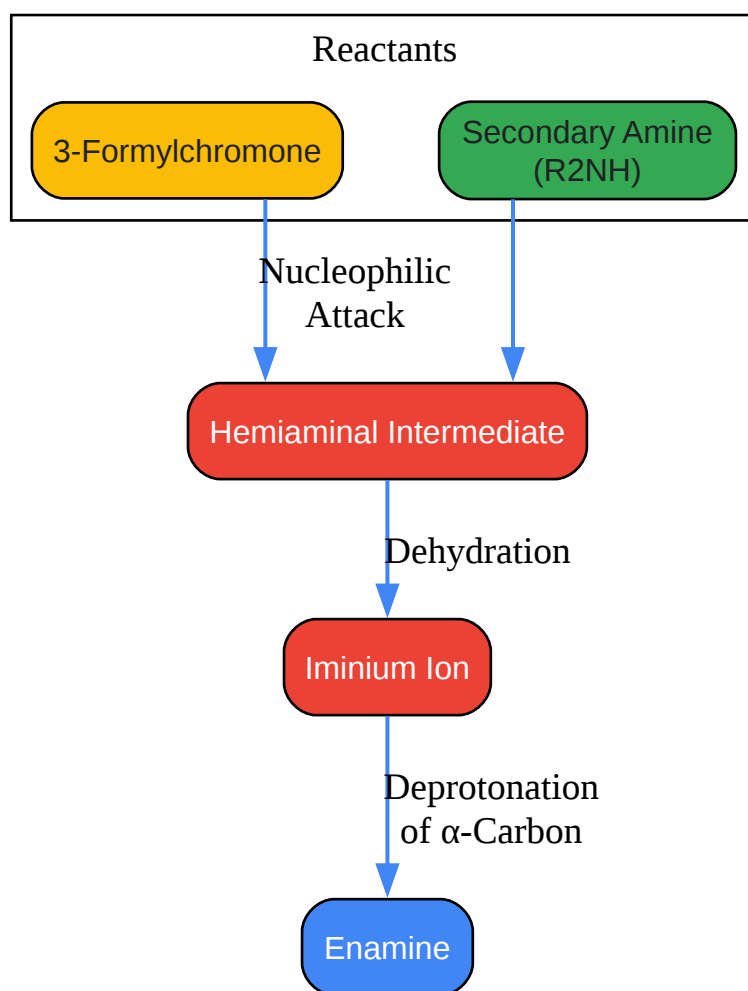 Reactants
3-Formylchromone
Secondary Amine
(R2NH)
Nucleophilic
Attack
Hemiaminal Intermediate
Dehydration
Iminium Ion
Deprotonation
of α-Carbon
Enamine